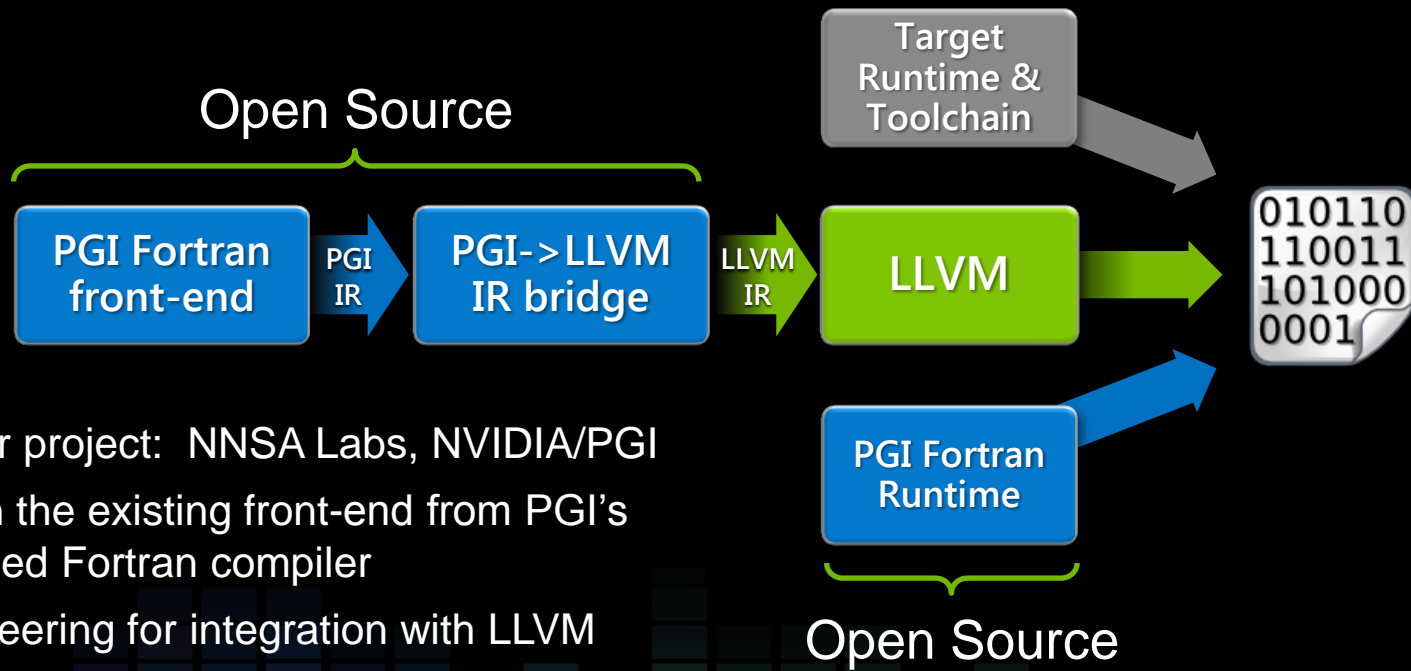 Open Source
Target
Runtime &
Toolchain
PGI Fortran
front-end
PGI
IR
PGI->LLVM
IR bridge
LLVM
IR
LLVM
010110
110011
101000
0001
r project: NNSA Labs, NVIDIA/PGI
the existing front-end from PGI's
ed Fortran compiler
eering for integration with LLVM
PGI Fortran
Runtime
Open Source